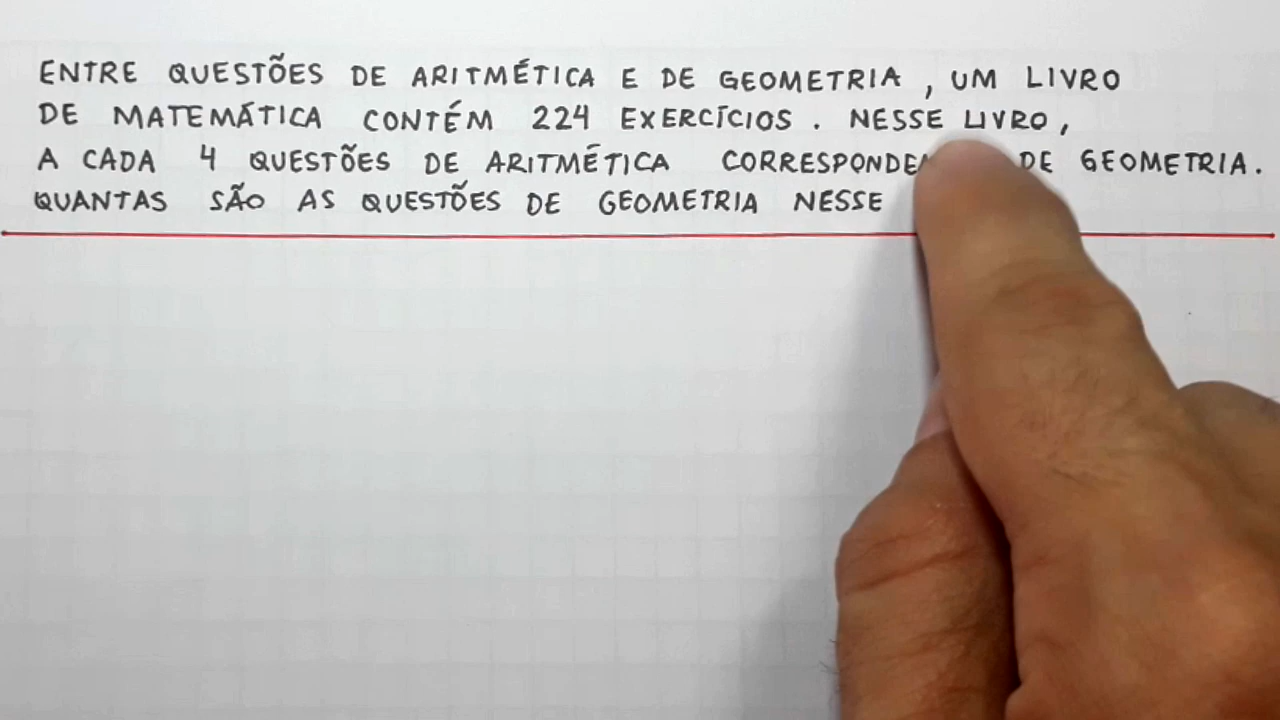 ENTRE QUESTÕES DE ARITMÉTICA E DE GEOMETRIA, UM LIVRO
DE MATEMÁTICA CONTÉM 224 EXERCÍCIOS. NESSE LIVRO,
A CADA 4 QUESTÕES DE ARITMÉTICA DE GEOMETRIA.
QUANTAS SÃO AS QUESTÕES DE GEOMETRIA NESSE